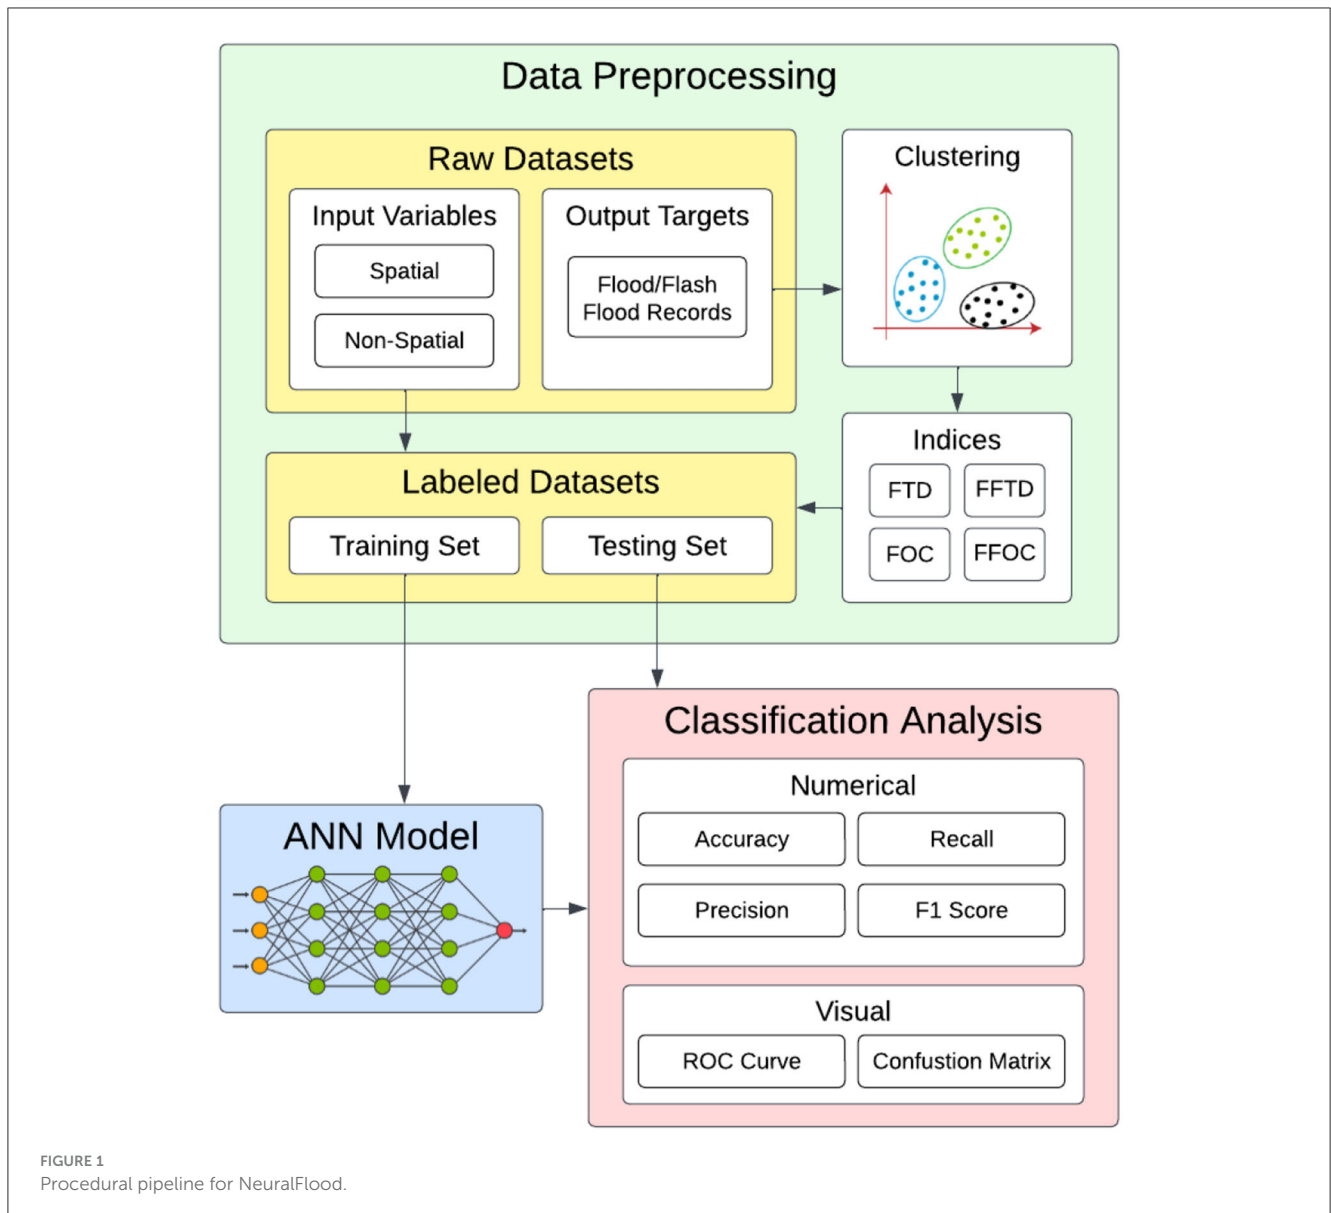 Data Preprocessing
Raw Datasets
Input Variables
Spatial
Non-Spatial
Output Targets
Flood/Flash
Flood Records
Clustering
Indices
FTD
FFTD
FOC
FFOC
Labeled Datasets
Training Set
Testing Set
ANN Model
Classification Analysis
Numerical
Accuracy
Recall
Precision
F1 Score
Visual
ROC Curve
Confustion Matrix
FIGURE 1
Procedural pipeline for NeuralFlood.